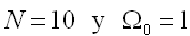 N = 10 y Ω₀ = 1